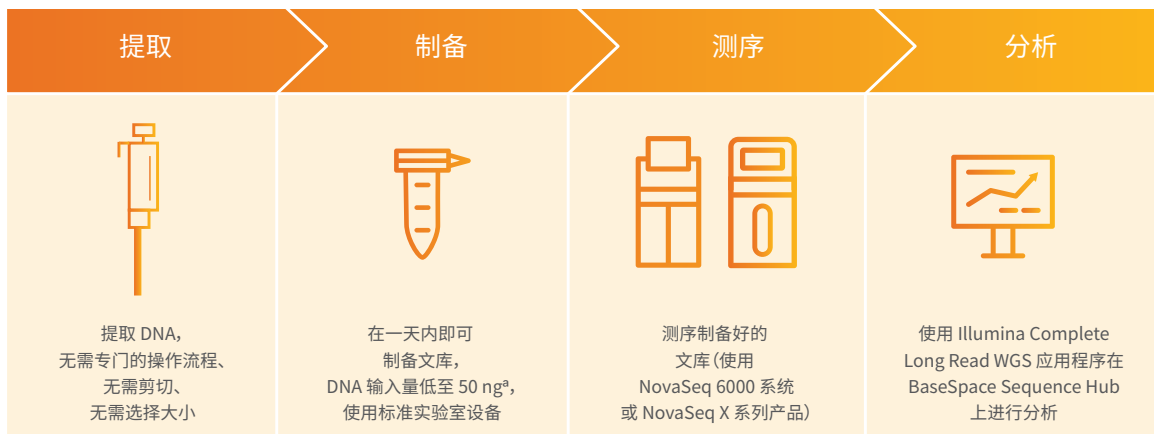 提取
制备
测序
分析
提取 DNA，
无需专门的操作流程、
无需剪切、
无需选择大小
在一天内即可
制备文库，
DNA 输入量低至 50 ngª，
使用标准实验室设备
测序制备好的
文库（使用
NovaSeq 6000 系统
或 NovaSeq X 系列产品）
使用 Illumina Complete
Long Read WGS 应用程序在
BaseSpace Sequence Hub
上进行分析